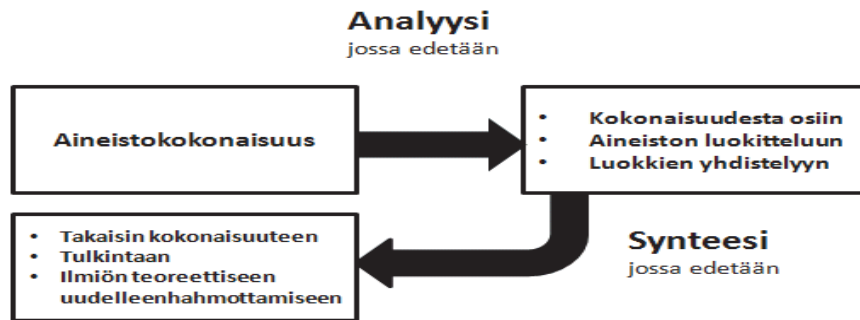 Analyysi
jossa edetään
Aineistokokonaisuus
• Kokonaisuudesta osiin
• Aineiston luokitteluun
• Luokkien yhdistelyyn
Synteesi
jossa edetään
• Takaisin kokonaisuuteen
• Tulkintaan
• Ilmiön teoreettiseen
uudelleenhahmottamiseen